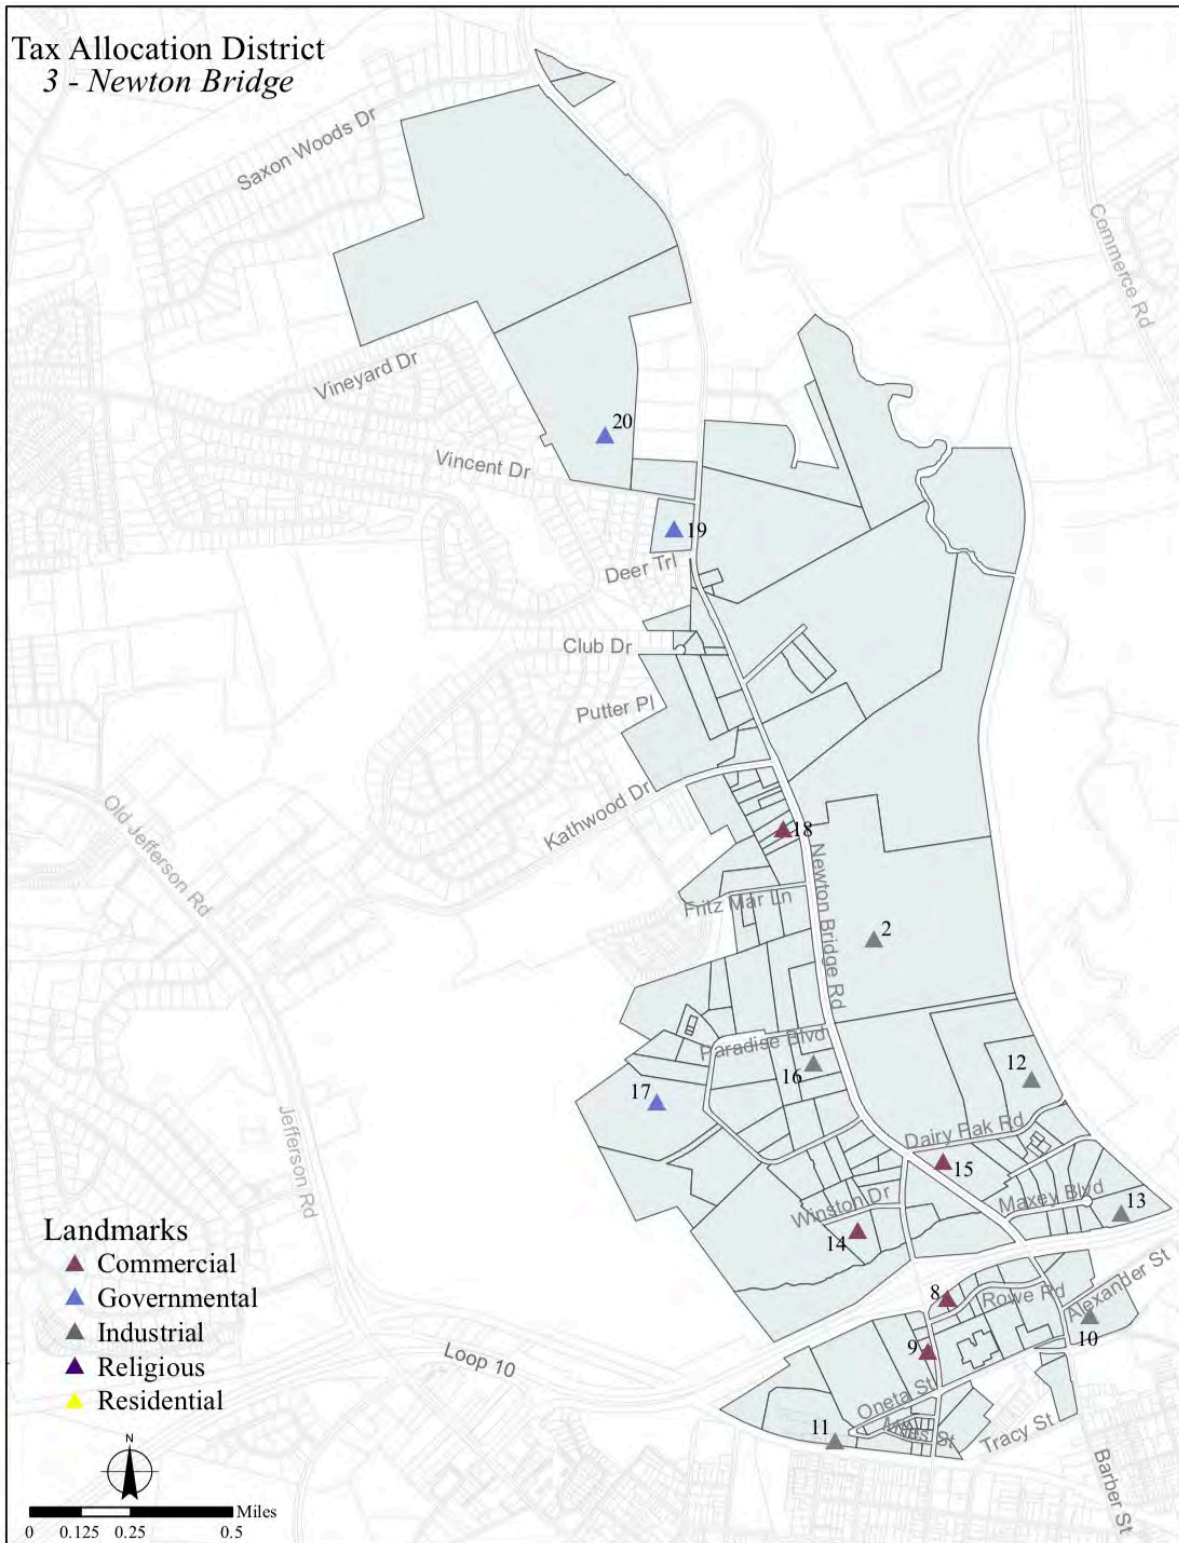 Tax Allocation District
3 - Newton Bridge
Saxon Woods Dr
Commerce Rd
Vineyard Dr
20
Vincent Dr
19
Deer Trl
Club Dr
Putter Pl
Kathwood Dr
Old Jefferson Rd
18
Newton Bridge Rd
Fritz Mar Ln
2
Paradise Blvd
16
12
17
Dairy Pak Rd
15
Jefferson Rd
Winston Dr
Maxey Blvd
13
14
Landmarks
Commercial
Governmental
Industrial
Religious
Residential
8
Rowe Rd
Alexander St
10
9
Loop 10
Oneta St
11
Tracy St
Barber St
N
Miles
0 0.125 0.25 0.5